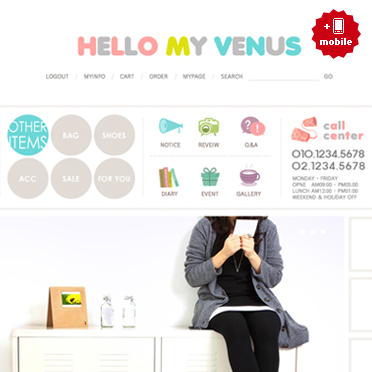 +
mobile
HELLO MY VENUS
LOGOUT / MYINFO / CART / ORDER / MYPAGE / SEARCH GO
OTHER ITEMS
BAG
SHOES
ACC
SALE
FOR YOU
NOTICE
REVEIW
Q&A
DIARY
EVENT
GALLERY
call
center
010.1234.5678
02.1234.5678
MONDAY - FRIDAY
OPNE AM09:00 - PM05:00
LUNCH AM12:00 - PM01:00
WEEKEND & HOLIDAY OFF